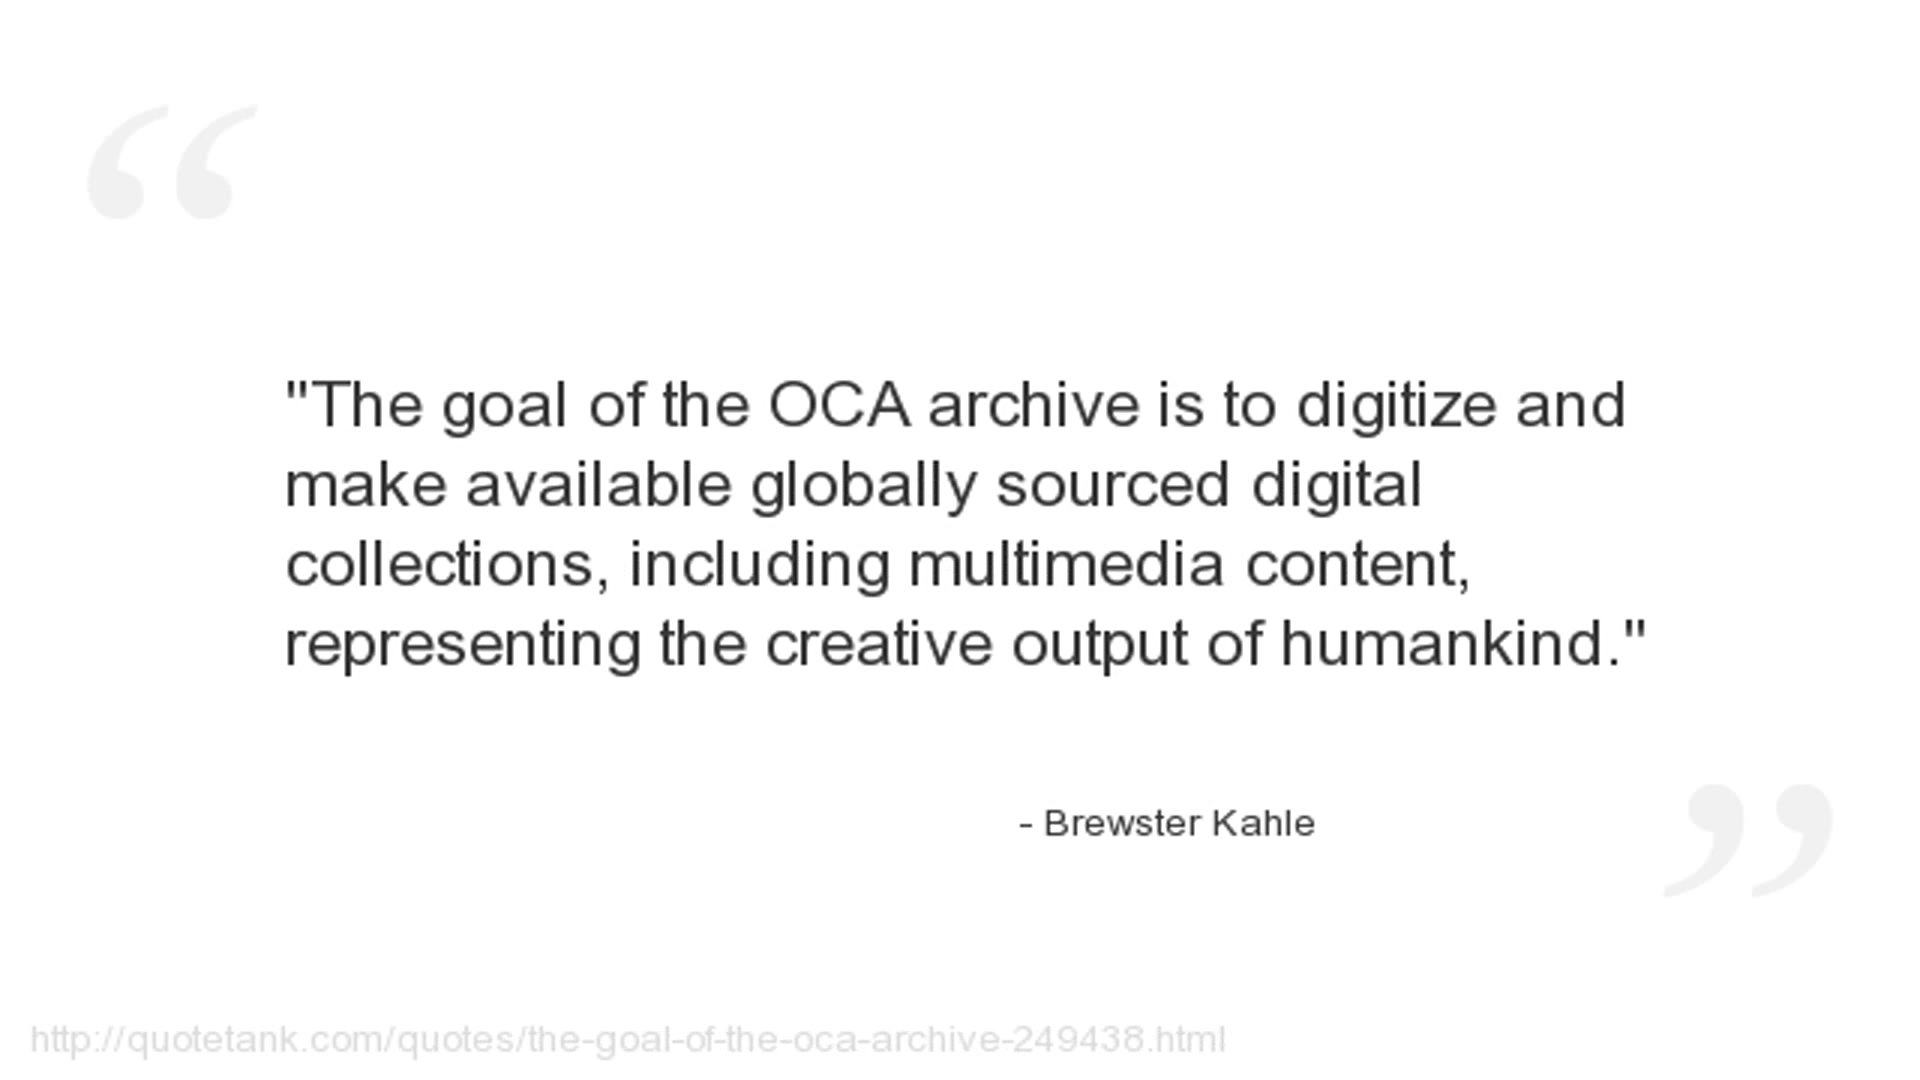 "The goal of the OCA archive is to digitize and
make available globally sourced digital
collections, including multimedia content,
representing the creative output of humankind."
- Brewster Kahle
http://quotetank.com/quotes/the-goal-of-the-oca-archive-249438.html